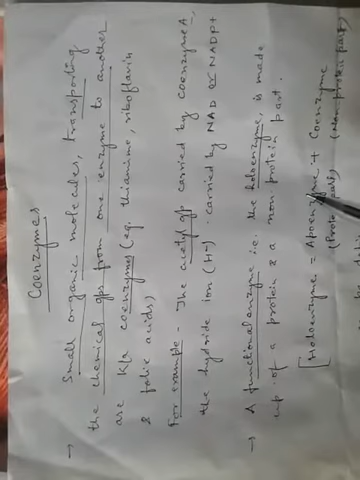 Coenzymes
→ Small organic molecules, transporting
the chemical gps from one enzyme to another
are k/a coenzymes (eg. thiamine, riboflavin
& folic acids)
For example - The acetyl gp carried by coenzyme A,
the hydride ion (H-) carried by NAD or NADP+
→ A functional enzyme i.e. the holoenzyme, is made
up of a protein & a non protein part.
[Holoenzyme = Apoenzyme + Coenzyme
(Protein part) (Non protein part)